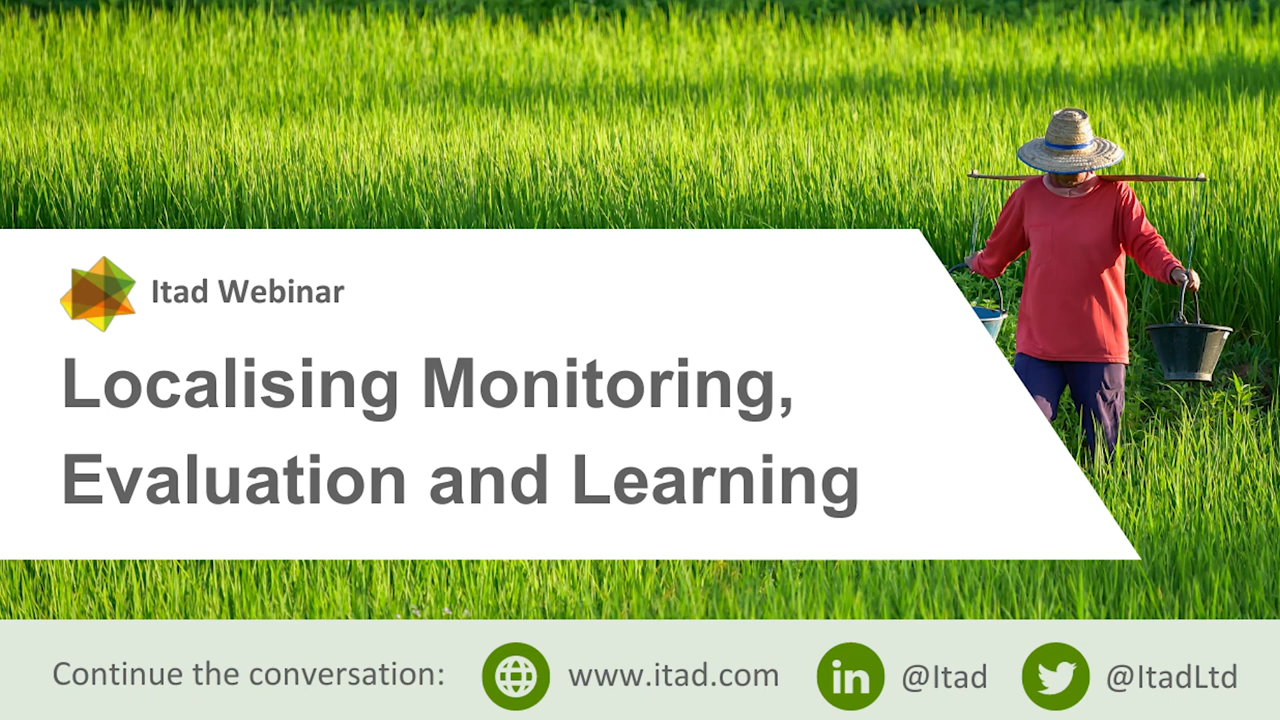 Itad Webinar
Localising Monitoring,
Evaluation and Learning
Continue the conversation: www.itad.com @Itad @ItadLtd